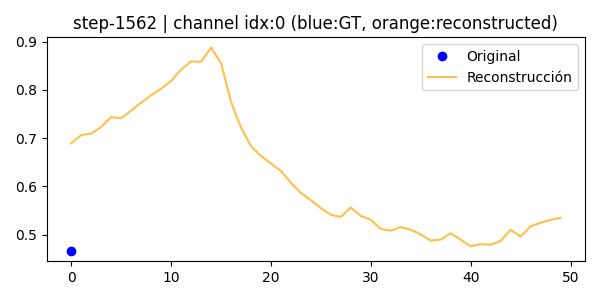 step-1562 | channel idx:0 (blue:GT, orange:reconstructed)
0.9
0.8
0.7
0.6
0.5
Original
Reconstrucción
0 10 20 30 40 50